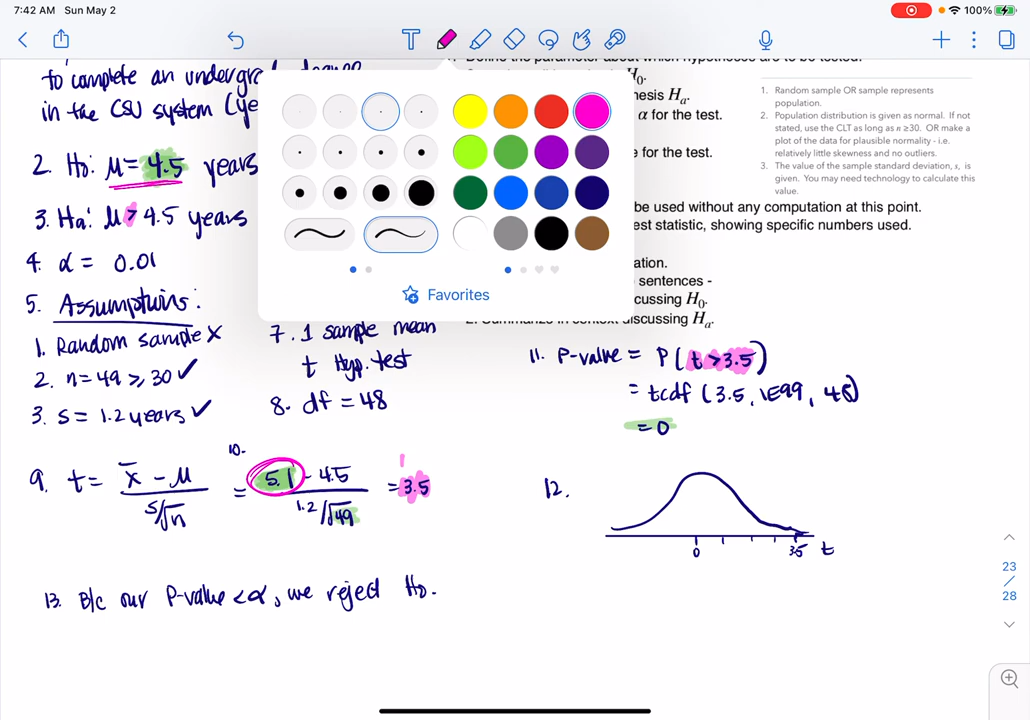 7:42 AM Sun May 2
100%
to complete an undergr
in the CSU system (ye
2. Ho: μ = 4.5 years
3. Ha: μ > 4.5 years
4. α = 0.01
5. Assumptions:
1. Random sample X
2. n = 49 ≥ 30 ✓
3. s = 1.2 years ✓
Favorites
H₀.
hesis Hₐ.
α for the test.
e for the test.
be used without any computation at this point.
est statistic, showing specific numbers used.
ation.
sentences -
cussing H₀.
2. Summarize in context discussing Hₐ.
1. Random sample OR sample represents
population.
2. Population distribution is given as normal. If not
stated, use the CLT as long as n ≥30. OR make a
plot of the data for plausible normality - i.e.
relatively little skewness and no outliers.
3. The value of the sample standard deviation, s, is
given. You may need technology to calculate this
value.
7. 1 sample mean
t Hyp. test
8. df = 48
9. t = x̄ - μ / s/√n
10. = 5.1 - 4.5 / 1.2/√49 = 3.5
11. P-value = P(t > 3.5)
= tcdf (3.5, 1E99, 48)
= 0
12.
0 3.5 t
13. B/c our P-value < α, we reject Ho.
23
/
28